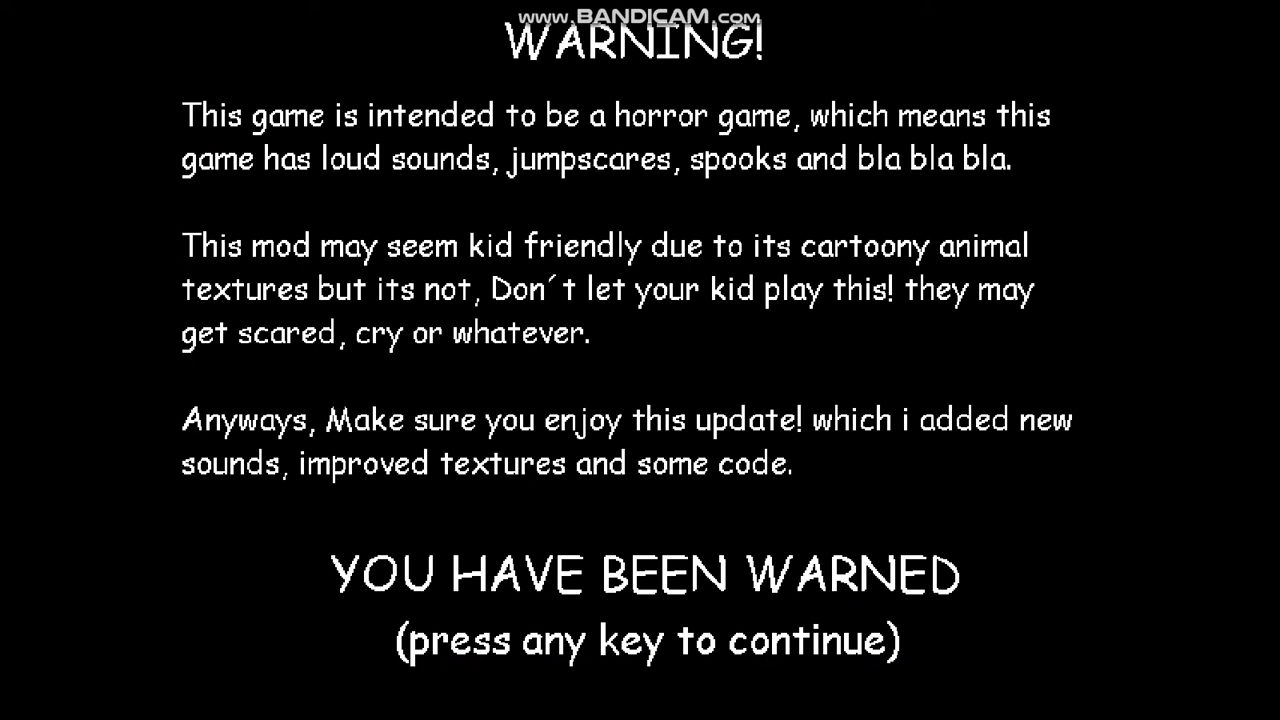 www.BANDICAM.com
WARNING!
This game is intended to be a horror game, which means this
game has loud sounds, jumpscares, spooks and bla bla bla.
This mod may seem kid friendly due to its cartoony animal
textures but its not, Don´t let your kid play this! they may
get scared, cry or whatever.
Anyways, Make sure you enjoy this update! which i added new
sounds, improved textures and some code.
YOU HAVE BEEN WARNED
(press any key to continue)